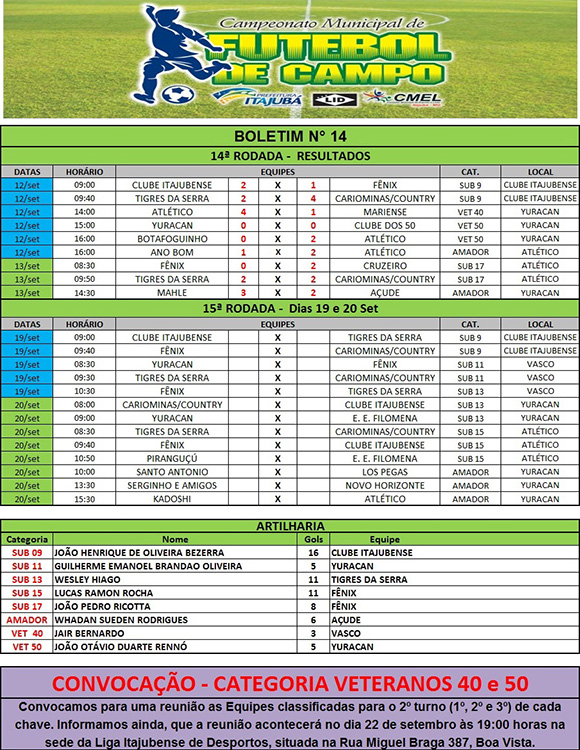 Campeonato Municipal de
FUTEBOL
DE CAMPO
PREFEITURA ITAJUBÁ LID CMEL
BOLETIM N° 14
14ª RODADA - RESULTADOS
DATAS HORÁRIO EQUIPES CAT. LOCAL
12/set 09:00 CLUBE ITAJUBENSE 2 X 1 FÊNIX SUB 9 CLUBE ITAJUBENSE
12/set 09:40 TIGRES DA SERRA 2 X 4 CARIOMINAS/COUNTRY SUB 9 CLUBE ITAJUBENSE
12/set 14:00 ATLÉTICO 4 X 1 MARIENSE VET 40 YURACAN
12/set 15:00 YURACAN 0 X 0 CLUBE DOS 50 VET 50 YURACAN
12/set 16:00 BOTAFOGUINHO 0 X 2 ATLÉTICO VET 50 YURACAN
12/set 16:00 ANO BOM 1 X 2 ATLÉTICO AMADOR ATLÉTICO
13/set 08:30 FÊNIX 0 X 2 CRUZEIRO SUB 17 ATLÉTICO
13/set 09:50 TIGRES DA SERRA 2 X 2 CARIOMINAS/COUNTRY SUB 17 ATLÉTICO
13/set 14:30 MAHLE 3 X 2 AÇUDE AMADOR YURACAN
15ª RODADA - Dias 19 e 20 Set
DATAS HORÁRIO EQUIPES CAT. LOCAL
19/set 09:00 CLUBE ITAJUBENSE X TIGRES DA SERRA SUB 9 CLUBE ITAJUBENSE
19/set 09:40 FÊNIX X CARIOMINAS/COUNTRY SUB 9 CLUBE ITAJUBENSE
19/set 08:30 YURACAN X FÊNIX SUB 11 VASCO
19/set 09:30 TIGRES DA SERRA X CARIOMINAS/COUNTRY SUB 11 VASCO
19/set 10:30 FÊNIX X TIGRES DA SERRA SUB 13 VASCO
20/set 08:00 CARIOMINAS/COUNTRY X CLUBE ITAJUBENSE SUB 13 YURACAN
20/set 09:00 YURACAN X E. E. FILOMENA SUB 13 YURACAN
20/set 08:30 TIGRES DA SERRA X CARIOMINAS/COUNTRY SUB 15 ATLÉTICO
20/set 09:40 FÊNIX X CLUBE ITAJUBENSE SUB 15 ATLÉTICO
20/set 10:50 PIRANGUÇÚ X E. E. FILOMENA SUB 15 ATLÉTICO
20/set 10:00 SANTO ANTONIO X LOS PEGAS AMADOR YURACAN
20/set 13:30 SERGINHO E AMIGOS X NOVO HORIZONTE AMADOR YURACAN
20/set 15:30 KADOSHI X ATLÉTICO AMADOR YURACAN
ARTILHARIA
Categoria Nome Gols Equipe
SUB 09 JOÃO HENRIQUE DE OLIVEIRA BEZERRA 16 CLUBE ITAJUBENSE
SUB 11 GUILHERME EMANOEL BRANDAO OLIVEIRA 5 YURACAN
SUB 13 WESLEY HIAGO 11 TIGRES DA SERRA
SUB 15 LUCAS RAMON ROCHA 11 FÊNIX
SUB 17 JOÃO PEDRO RICOTTA 8 FÊNIX
AMADOR WHADAN SUEDEN RODRIGUES 6 AÇUDE
VET 40 JAIR BERNARDO 3 VASCO
VET 50 JOÃO OTÁVIO DUARTE RENNÓ 5 YURACAN
CONVOCAÇÃO - CATEGORIA VETERANOS 40 e 50
Convocamos para uma reunião as Equipes classificadas para o 2º turno (1º, 2º e 3º) de cada
chave. Informamos ainda, que a reunião acontecerá no dia 22 de setembro às 19:00 horas na
sede da Liga Itajubense de Desportos, situada na Rua Miguel Braga 387, Boa Vista.